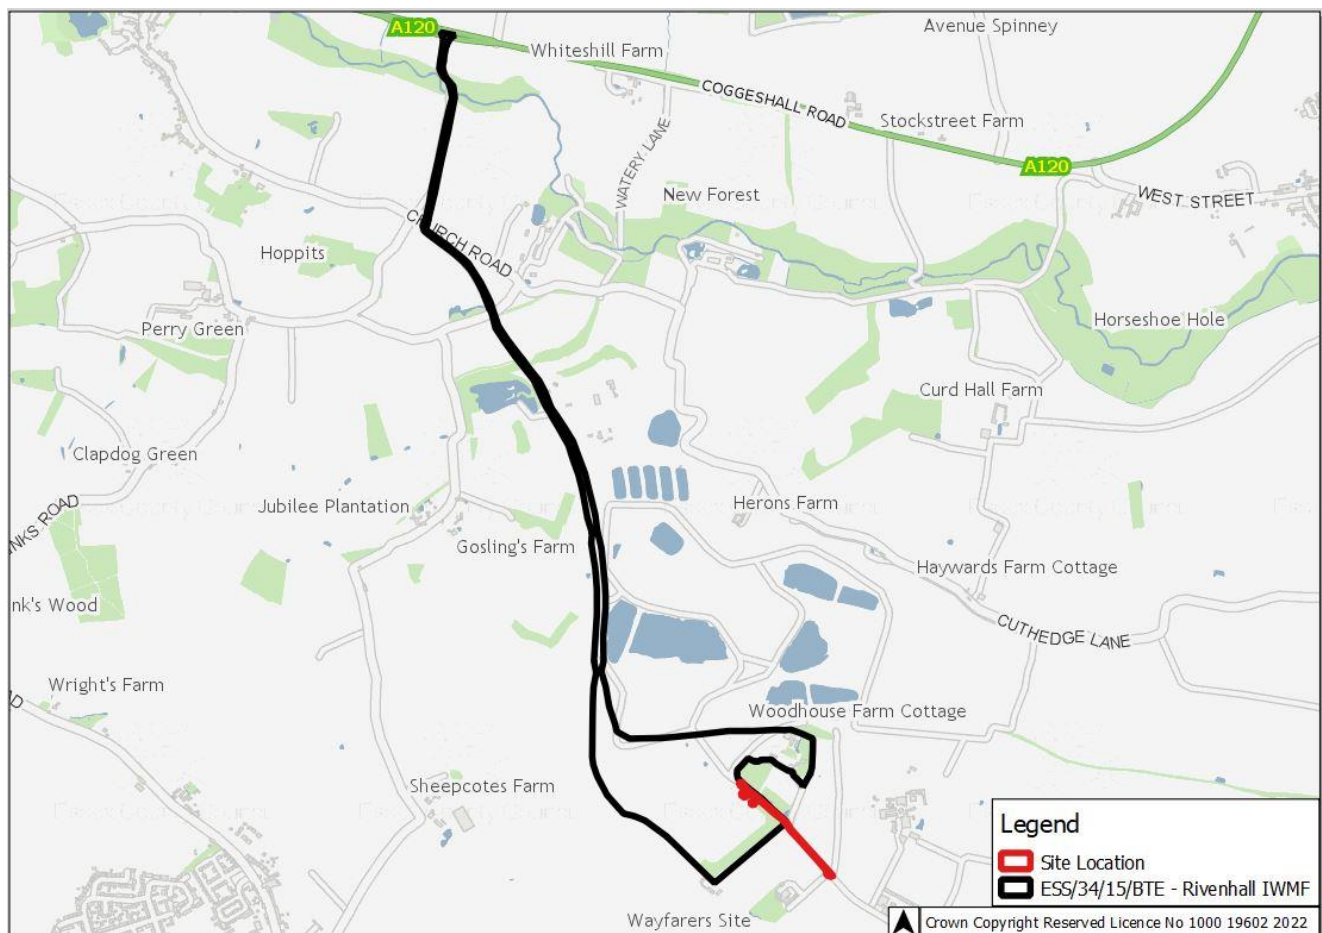 A120
Whiteshill Farm
Avenue Spinney
COGGESHALL ROAD
Stockstreet Farm
A120
WATERY LANE
New Forest
WEST STREET
CHURCH ROAD
Hoppits
Perry Green
Horseshoe Hole
Curd Hall Farm
Clapdog Green
Jubilee Plantation
Herons Farm
NKS ROAD
Gosling's Farm
Haywards Farm Cottage
nk's Wood
CUTHEDGE LANE
Wright's Farm
Woodhouse Farm Cottage
Sheepcotes Farm
Wayfarers Site
Legend
Site Location
ESS/34/15/BTE - Rivenhall IWMF
Crown Copyright Reserved Licence No 1000 19602 2022